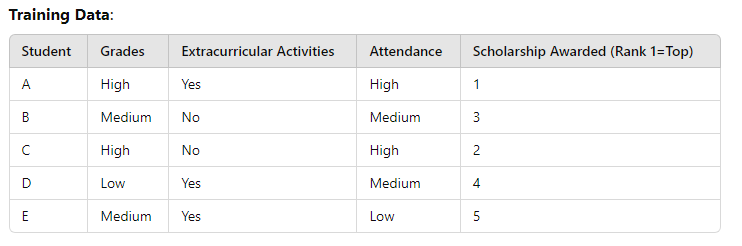 Training Data:
Student Grades Extracurricular Activities Attendance Scholarship Awarded (Rank 1=Top)
A High Yes High 1
B Medium No Medium 3
C High No High 2
D Low Yes Medium 4
E Medium Yes Low 5